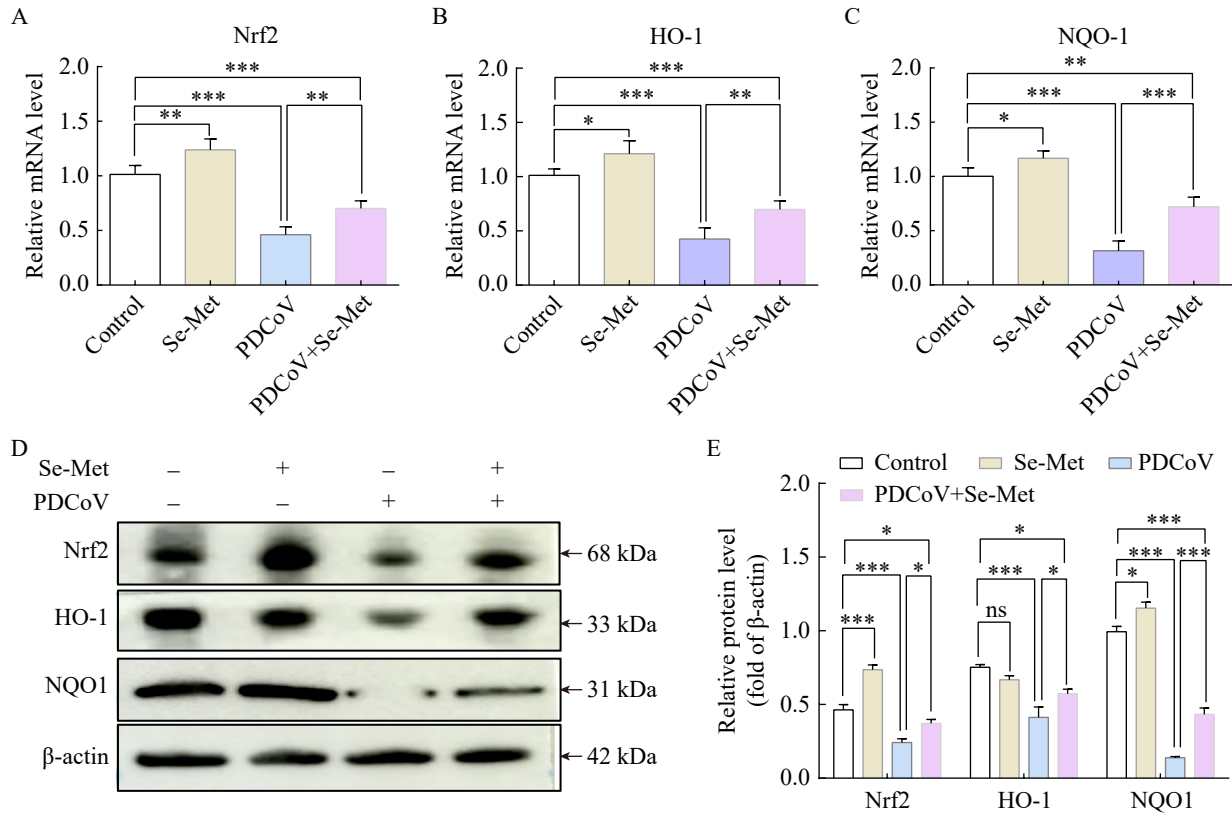 A
Nrf2
Relative mRNA level
2.0
1.5
1.0
0.5
0.0
***
***
**
**
Control
Se-Met
PDCoV
PDCoV+Se-Met
B
HO-1
Relative mRNA level
2.0
1.5
1.0
0.5
0.0
***
***
**
*
Control
Se-Met
PDCoV
PDCoV+Se-Met
C
NQO-1
Relative mRNA level
2.0
1.5
1.0
0.5
0.0
**
***
***
*
Control
Se-Met
PDCoV
PDCoV+Se-Met
D
Se-Met – + – +
PDCoV – – + +
Nrf2 ←68 kDa
HO-1 ←33 kDa
NQO1 ←31 kDa
β-actin ←42 kDa
E
Control Se-Met PDCoV
PDCoV+Se-Met
Relative protein level
(fold of β-actin)
2.0
1.5
1.0
0.5
0.0
*
***
*
***
*
***
*
ns
***
***
***
*
Nrf2 HO-1 NQO1